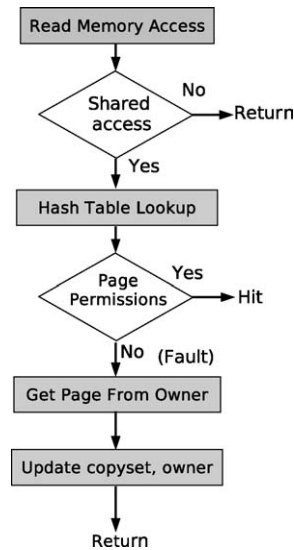 Read Memory Access
Shared
access
No
Return
Yes
Hash Table Lookup
Page
Permissions
Yes
Hit
No
(Fault)
Get Page From Owner
Update copyset, owner
Return